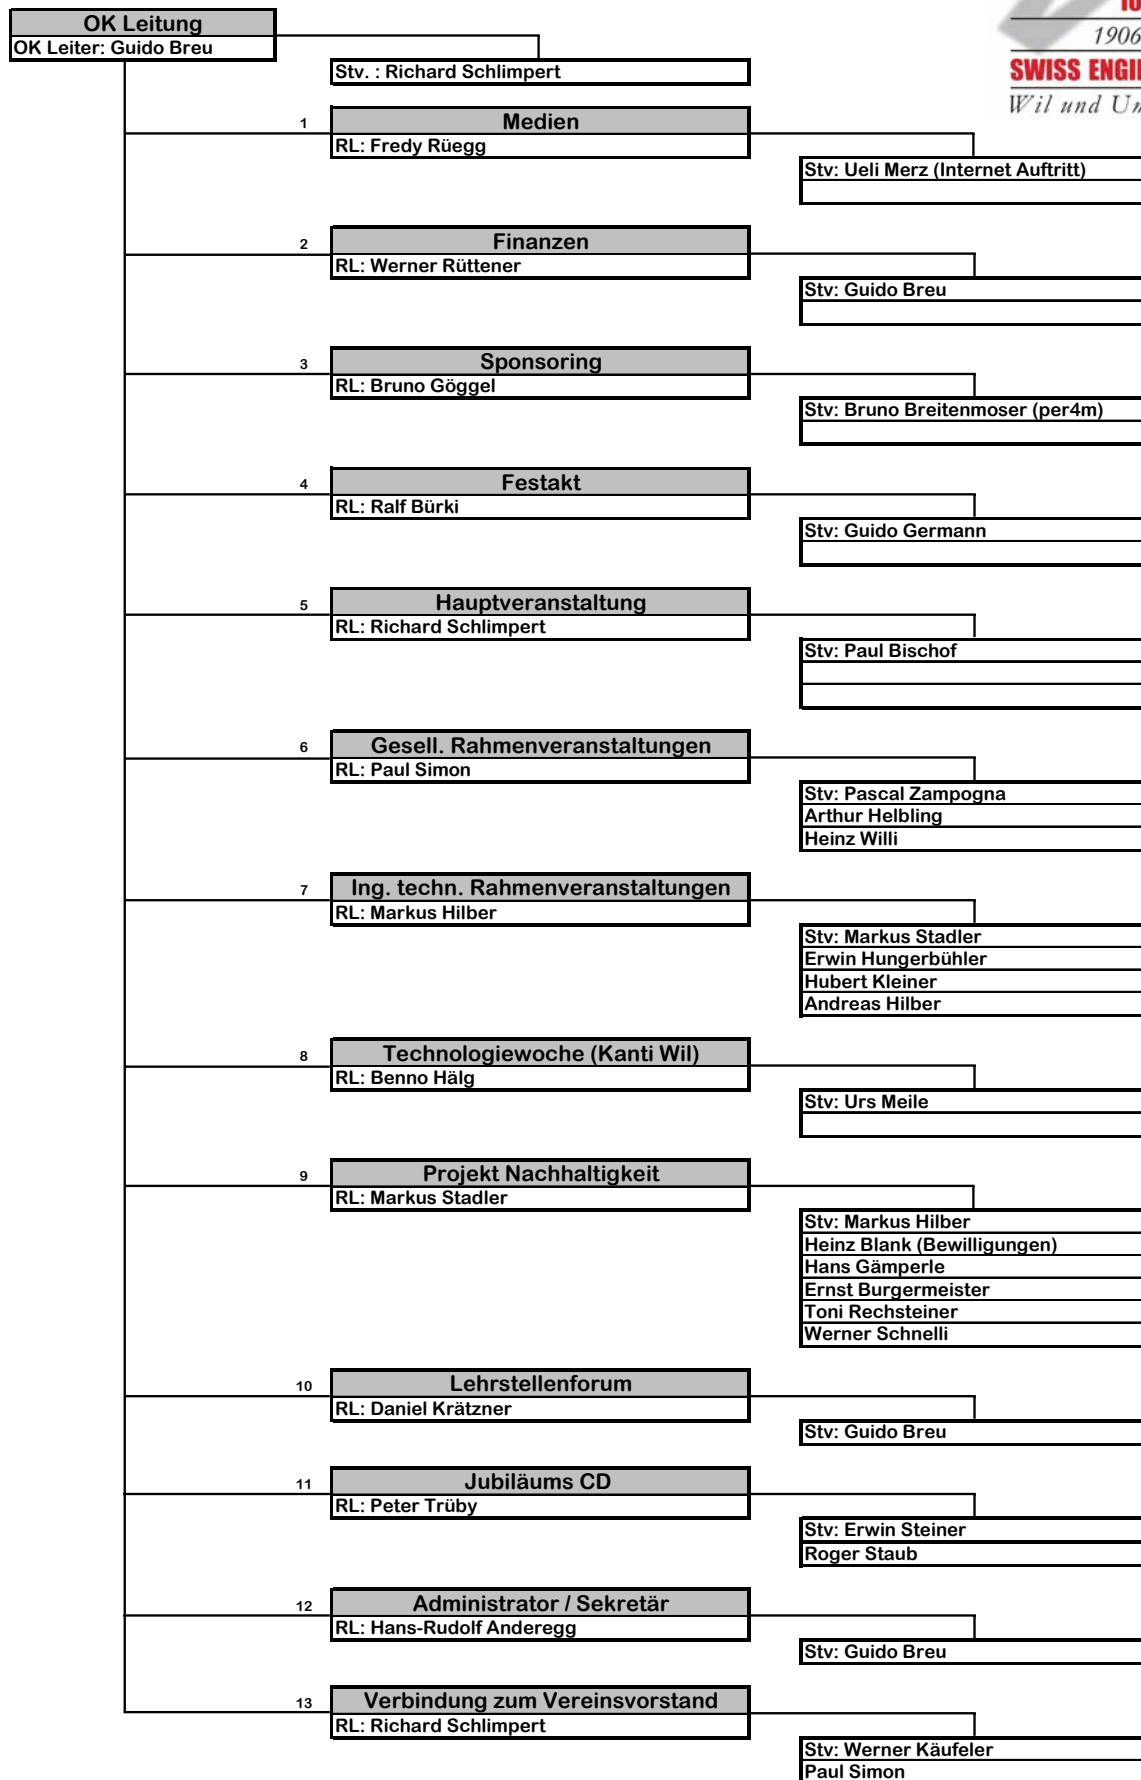 OK Leitung
OK Leiter: Guido Breu
1906
SWISS
Wil und
Stv. : Richard Schlimpert
1
Medien
RL: Fredy Rüegg
Stv: Ueli Merz (Internet Auftritt)
2
Finanzen
RL: Werner Rüttener
Stv: Guido Breu
3
Sponsoring
RL: Bruno Göggel
Stv: Bruno Breitenmoser (per4m)
4
Festakt
RL: Ralf Bürki
Stv: Guido Germann
5
Hauptveranstaltung
RL: Richard Schlimpert
Stv: Paul Bischof
6
Gesell. Rahmenveranstaltungen
RL: Paul Simon
Stv: Pascal Zampogna
Arthur Helbling
Heinz Willi
7
Ing. techn. Rahmenveranstaltungen
RL: Markus Hilber
Stv: Markus Stadler
Erwin Hungerbühler
Hubert Kleiner
Andreas Hilber
8
Technologiewoche (Kanti Wil)
RL: Benno Hälg
Stv: Urs Meile
9
Projekt Nachhaltigkeit
RL: Markus Stadler
Stv: Markus Hilber
Heinz Blank (Bewilligungen)
Hans Gämperle
Ernst Burgermeister
Toni Rechsteiner
Werner Schnelli
10
Lehrstellenforum
RL: Daniel Krätzner
Stv: Guido Breu
11
Jubiläums CD
RL: Peter Trüby
Stv: Erwin Steiner
Roger Staub
12
Administrator / Sekretär
RL: Hans-Rudolf Anderegg
Stv: Guido Breu
13
Verbindung zum Vereinsvorstand
RL: Richard Schlimpert
Stv: Werner Käufeler
Paul Simon